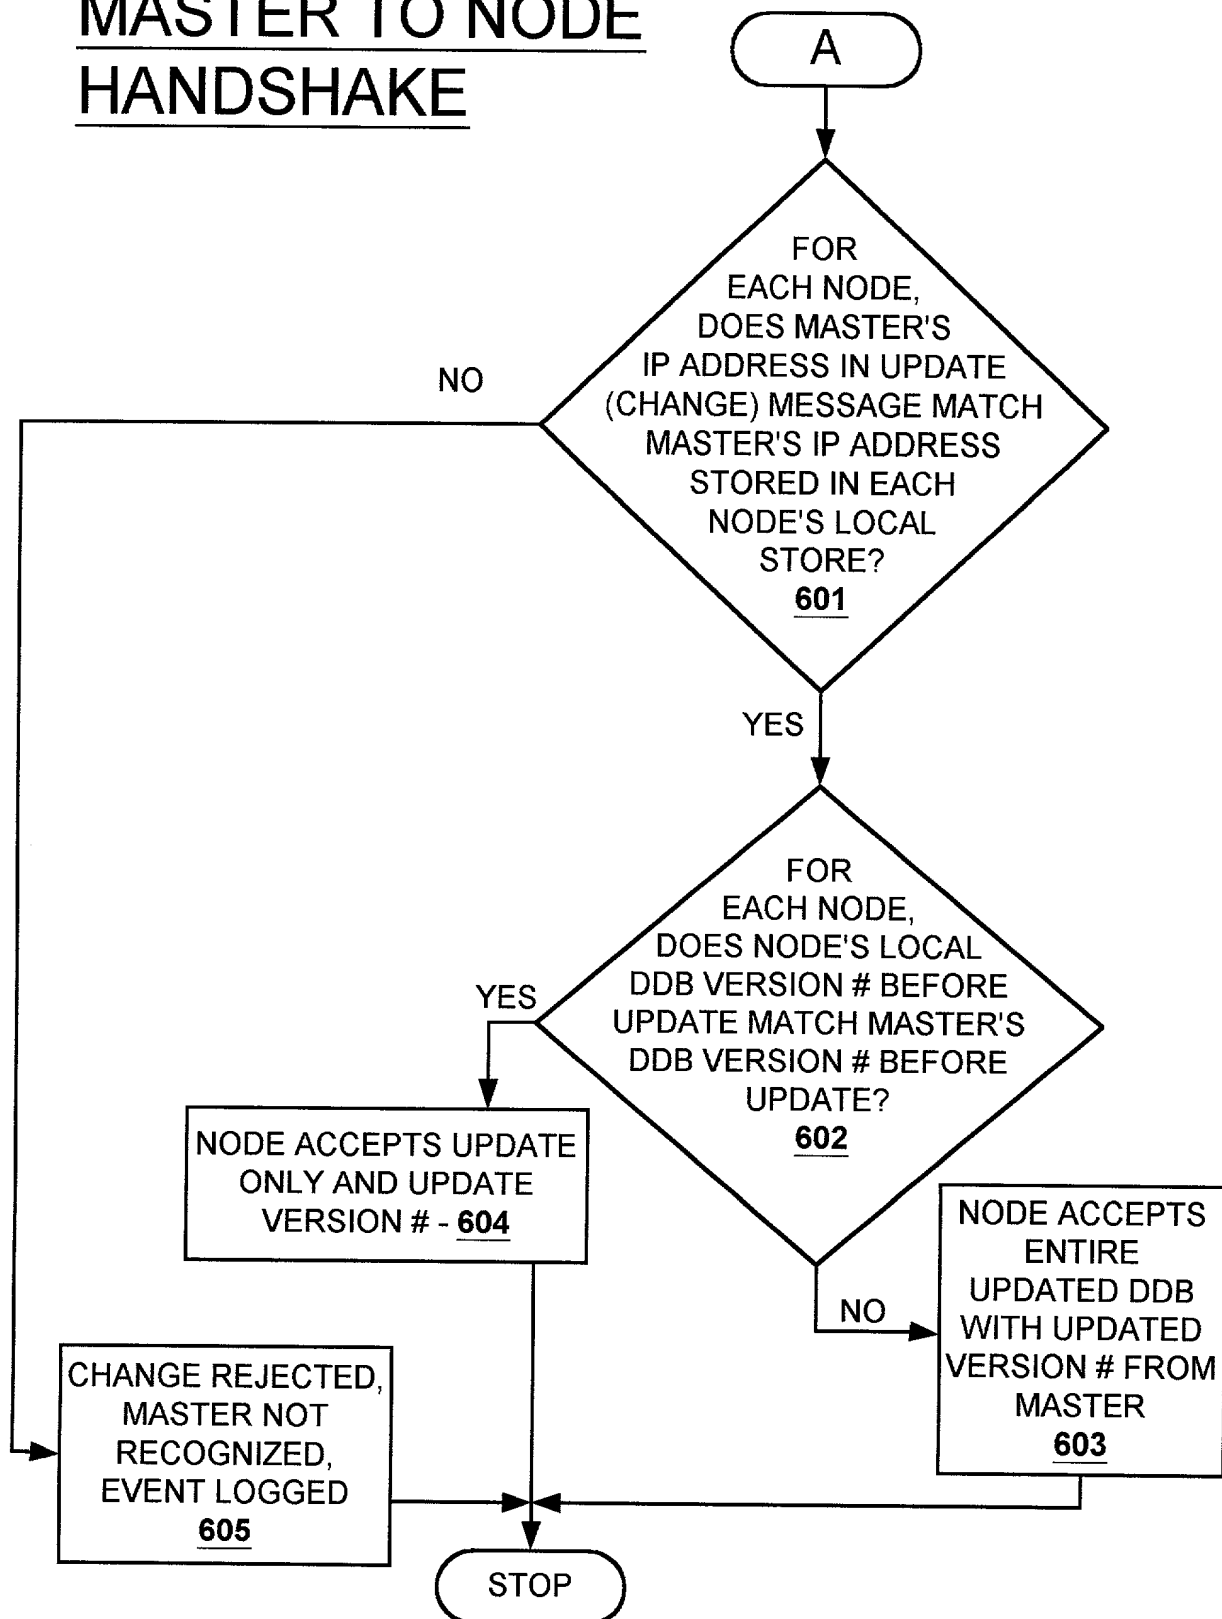 MASTER TO NODE
HANDSHAKE
A
FOR
EACH NODE,
DOES MASTER'S
IP ADDRESS IN UPDATE
(CHANGE) MESSAGE MATCH
MASTER'S IP ADDRESS
STORED IN EACH
NODE'S LOCAL
STORE?
601
NO
YES
FOR
EACH NODE,
DOES NODE'S LOCAL
DDB VERSION # BEFORE
UPDATE MATCH MASTER'S
DDB VERSION # BEFORE
UPDATE?
602
YES
NODE ACCEPTS UPDATE
ONLY AND UPDATE
VERSION # - 604
NO
NODE ACCEPTS
ENTIRE
UPDATED DDB
WITH UPDATED
VERSION # FROM
MASTER
603
CHANGE REJECTED,
MASTER NOT
RECOGNIZED,
EVENT LOGGED
605
STOP